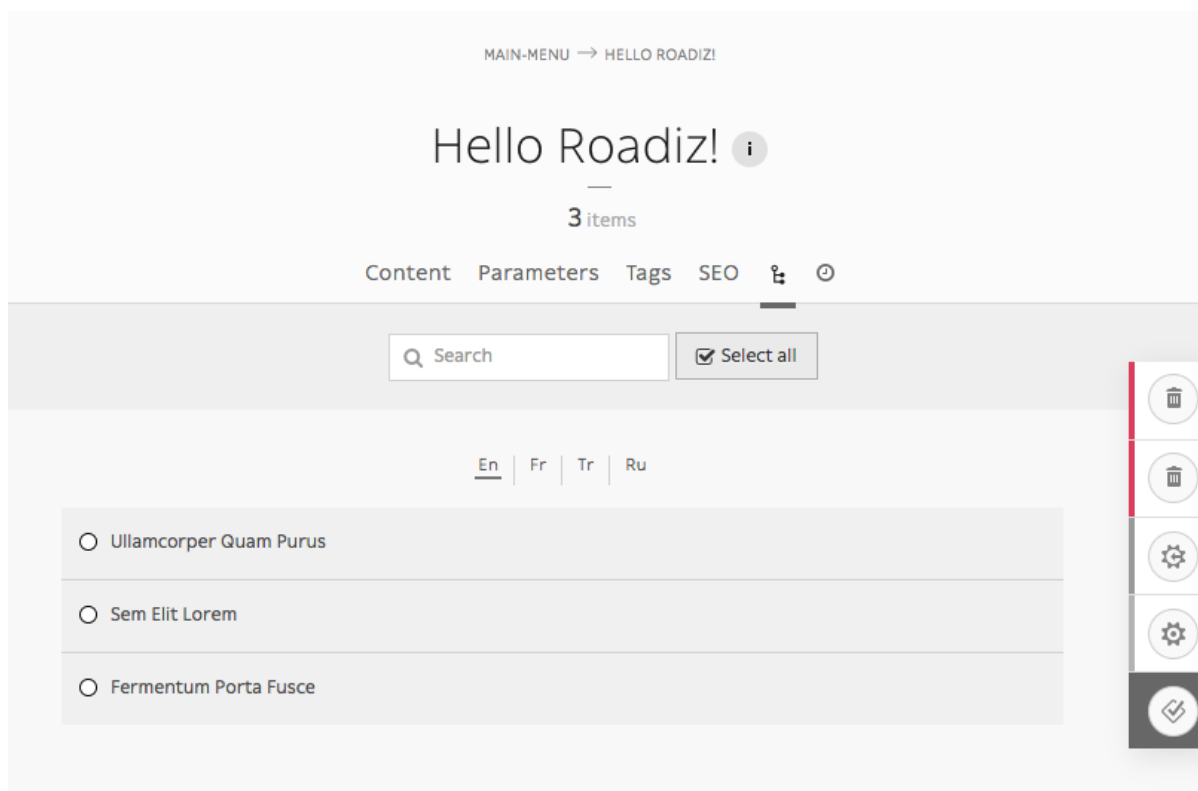 MAIN-MENU → HELLO ROADIZ!
Hello Roadiz! i
3 items
Content Parameters Tags SEO
Search Select all
En Fr Tr Ru
Ullamcorper Quam Purus
Sem Elit Lorem
Fermentum Porta Fusce